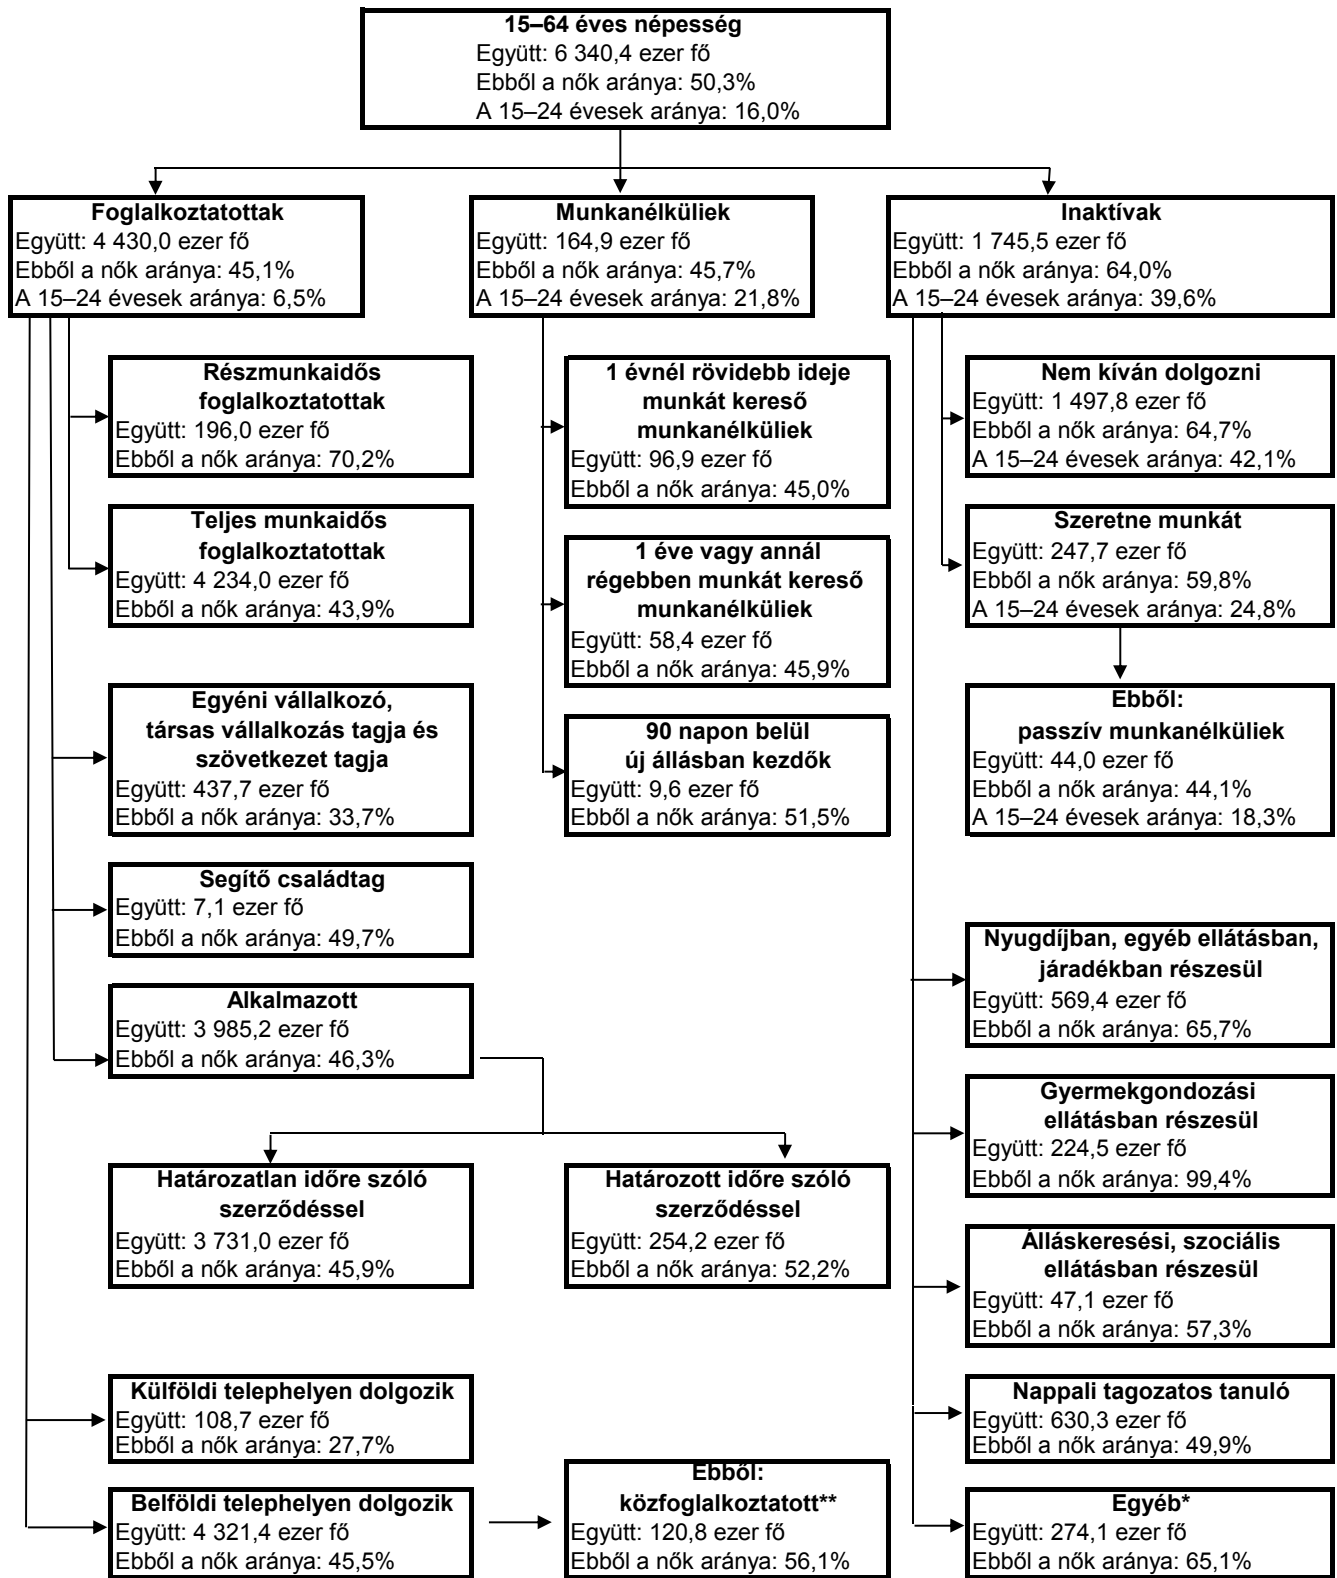 15–64 éves népesség
Együtt: 6 340,4 ezer fő
Ebből a nők aránya: 50,3%
A 15–24 évesek aránya: 16,0%
Foglalkoztatottak
Együtt: 4 430,0 ezer fő
Ebből a nők aránya: 45,1%
A 15–24 évesek aránya: 6,5%
Munkanélküliek
Együtt: 164,9 ezer fő
Ebből a nők aránya: 45,7%
A 15–24 évesek aránya: 21,8%
Inaktívak
Együtt: 1 745,5 ezer fő
Ebből a nők aránya: 64,0%
A 15–24 évesek aránya: 39,6%
Részmunkaidős
foglalkoztatottak
Együtt: 196,0 ezer fő
Ebből a nők aránya: 70,2%
Teljes munkaidős
foglalkoztatottak
Együtt: 4 234,0 ezer fő
Ebből a nők aránya: 43,9%
Egyéni vállalkozó,
társas vállalkozás tagja és
szövetkezet tagja
Együtt: 437,7 ezer fő
Ebből a nők aránya: 33,7%
Segítő családtag
Együtt: 7,1 ezer fő
Ebből a nők aránya: 49,7%
Alkalmazott
Együtt: 3 985,2 ezer fő
Ebből a nők aránya: 46,3%
Határozatlan időre szóló
szerződéssel
Együtt: 3 731,0 ezer fő
Ebből a nők aránya: 45,9%
Határozott időre szóló
szerződéssel
Együtt: 254,2 ezer fő
Ebből a nők aránya: 52,2%
Külföldi telephelyen dolgozik
Együtt: 108,7 ezer fő
Ebből a nők aránya: 27,7%
Belföldi telephelyen dolgozik
Együtt: 4 321,4 ezer fő
Ebből a nők aránya: 45,5%
Ebből:
közfoglalkoztatott**
Együtt: 120,8 ezer fő
Ebből a nők aránya: 56,1%
1 évnél rövidebb ideje
munkát kereső
munkanélküliek
Együtt: 96,9 ezer fő
Ebből a nők aránya: 45,0%
1 éve vagy annál
régebben munkát kereső
munkanélküliek
Együtt: 58,4 ezer fő
Ebből a nők aránya: 45,9%
90 napon belül
új állásban kezdők
Együtt: 9,6 ezer fő
Ebből a nők aránya: 51,5%
Nem kíván dolgozni
Együtt: 1 497,8 ezer fő
Ebből a nők aránya: 64,7%
A 15–24 évesek aránya: 42,1%
Szeretne munkát
Együtt: 247,7 ezer fő
Ebből a nők aránya: 59,8%
A 15–24 évesek aránya: 24,8%
Ebből:
passzív munkanélküliek
Együtt: 44,0 ezer fő
Ebből a nők aránya: 44,1%
A 15–24 évesek aránya: 18,3%
Nyugdíjban, egyéb ellátásban,
járadékban részesül
Együtt: 569,4 ezer fő
Ebből a nők aránya: 65,7%
Gyermekgondozási
ellátásban részesül
Együtt: 224,5 ezer fő
Ebből a nők aránya: 99,4%
Álláskeresési, szociális
ellátásban részesül
Együtt: 47,1 ezer fő
Ebből a nők aránya: 57,3%
Nappali tagozatos tanuló
Együtt: 630,3 ezer fő
Ebből a nők aránya: 49,9%
Egyéb*
Együtt: 274,1 ezer fő
Ebből a nők aránya: 65,1%